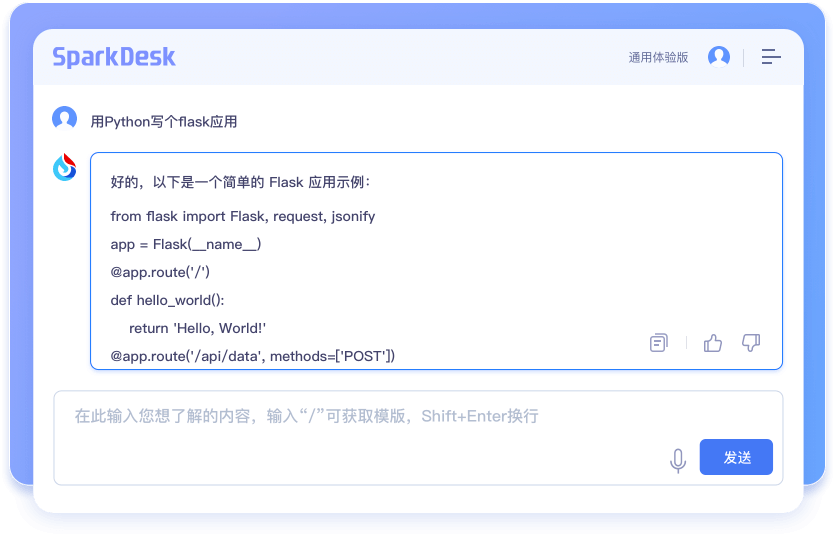 SparkDesk
通用体验版
用Python写个flask应用
好的，以下是一个简单的 Flask 应用示例：
from flask import Flask, request, jsonify
app = Flask(__name__)
@app.route('/')
def hello_world():
return 'Hello, World!'
@app.route('/api/data', methods=['POST'])
在此输入您想了解的内容，输入“/”可获取模版，Shift+Enter换行
发送